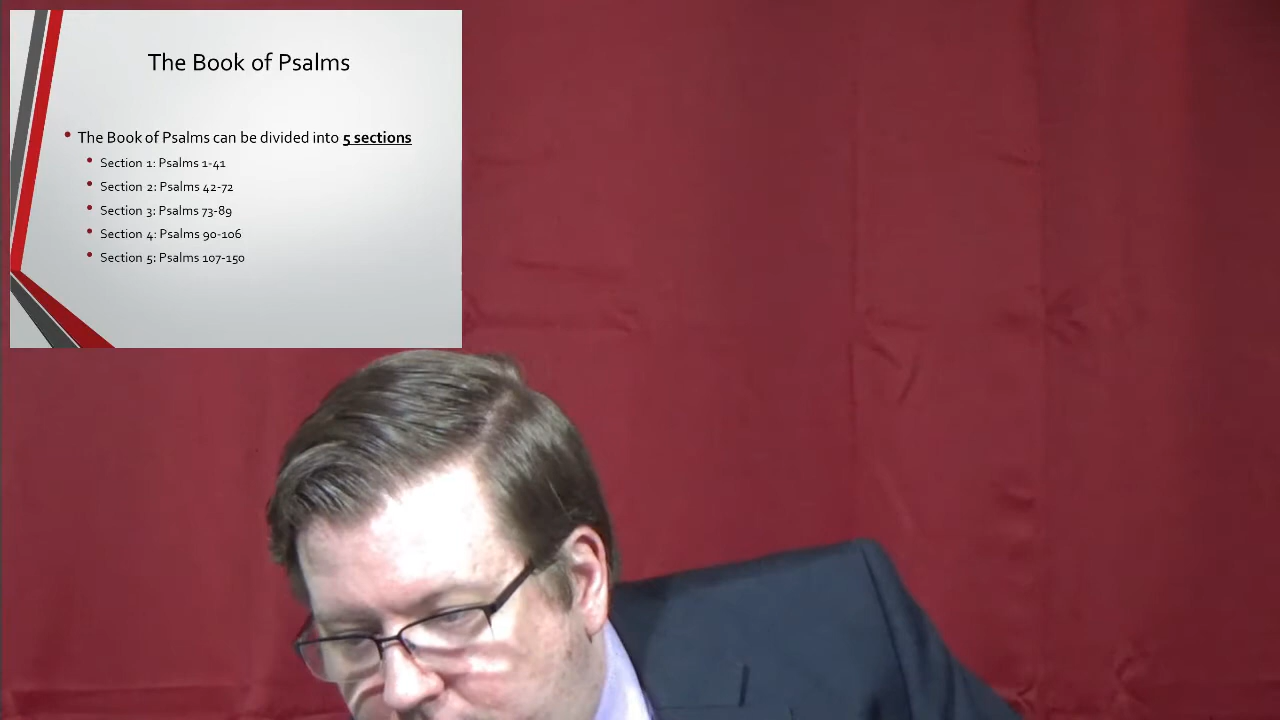 The Book of Psalms
• The Book of Psalms can be divided into 5 sections
• Section 1: Psalms 1-41
• Section 2: Psalms 42-72
• Section 3: Psalms 73-89
• Section 4: Psalms 90-106
• Section 5: Psalms 107-150